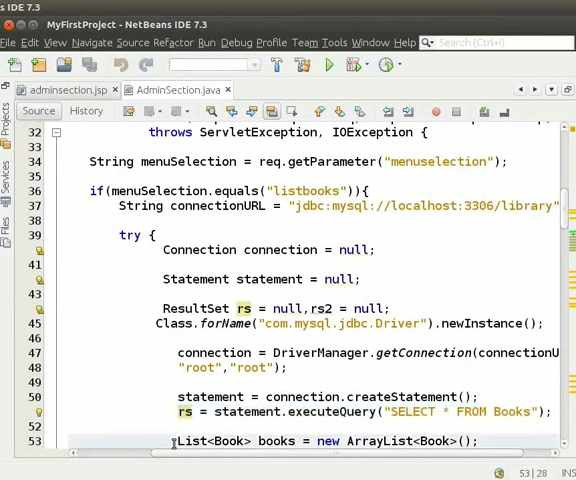 s IDE 7.3
MyFirstProject - NetBeans IDE 7.3
File Edit View Navigate Source Refactor Run Debug Profile Team Tools Window Help Search (Ctrl+I)
adminsection.jsp AdminSection.java
Source History
Projects
Services
Files
32 throws ServletException, IOException {
33
34 String menuSelection = req.getParameter("menuselection");
35
36 if(menuSelection.equals("listbooks")){
37 String connectionURL = "jdbc:mysql://localhost:3306/library"
38
39 try {
Connection connection = null;
41
Statement statement = null;
43
ResultSet rs = null,rs2 = null;
45 Class.forName("com.mysql.jdbc.Driver").newInstance();
46
47 connection = DriverManager.getConnection(connectionU
48 "root","root");
49
50 statement = connection.createStatement();
rs = statement.executeQuery("SELECT * FROM Books");
52
53 List<Book> books = new ArrayList<Book>();
53 | 28 INS